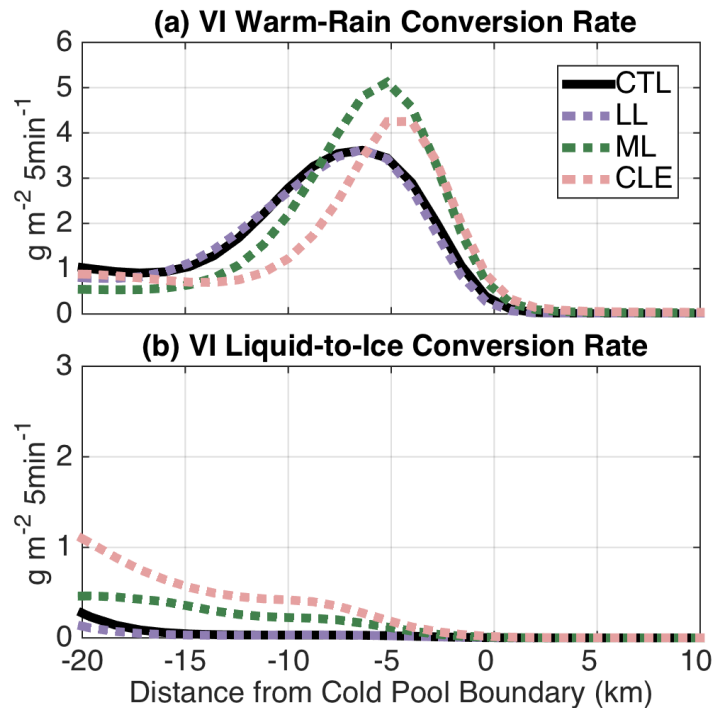 (a) VI Warm-Rain Conversion Rate
6
5
4
3
2
1
0
g m⁻² 5min⁻¹
CTL
LL
ML
CLE
(b) VI Liquid-to-Ice Conversion Rate
3
2
1
0
g m⁻² 5min⁻¹
-20 -15 -10 -5 0 5 10
Distance from Cold Pool Boundary (km)